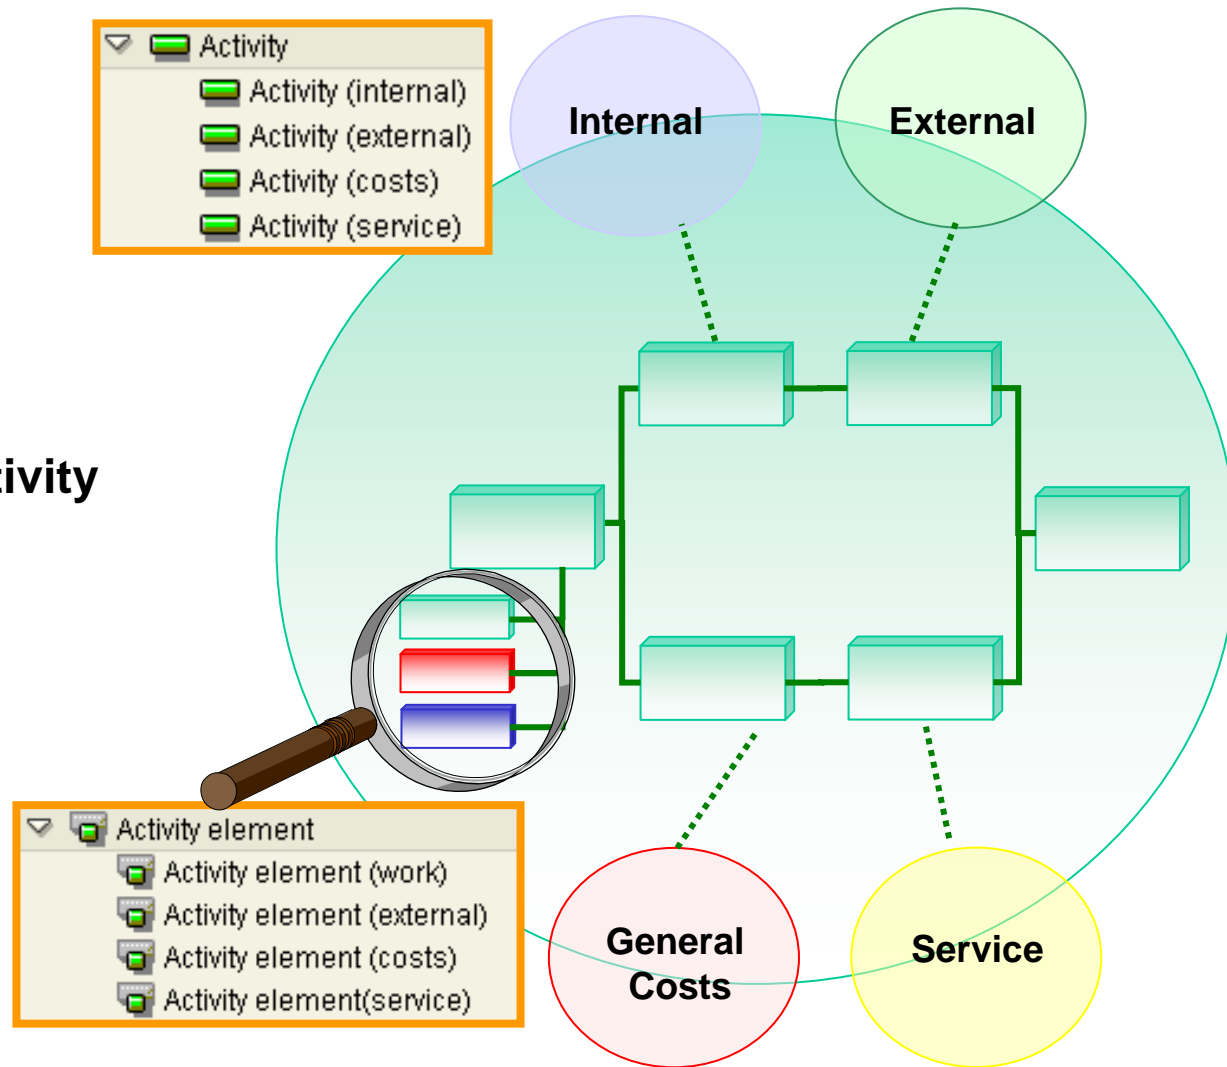 Activity
Activity (internal)
Activity (external)
Activity (costs)
Activity (service)
Internal
External
tivity
Activity element
Activity element (work)
Activity element (external)
Activity element (costs)
Activity element(service)
General
Costs
Service